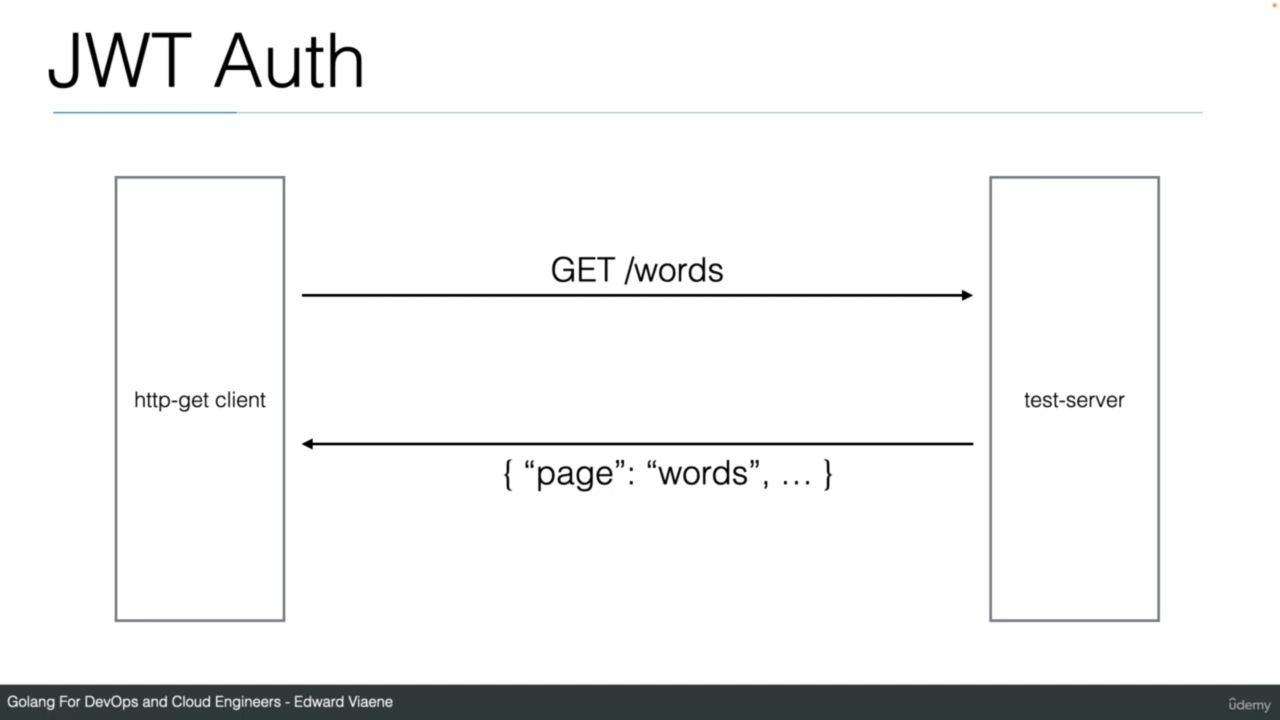 JWT Auth
GET /words
http-get client
test-server
{ “page”: “words”, … }
Golang For DevOps and Cloud Engineers - Edward Viaene
ûdemy